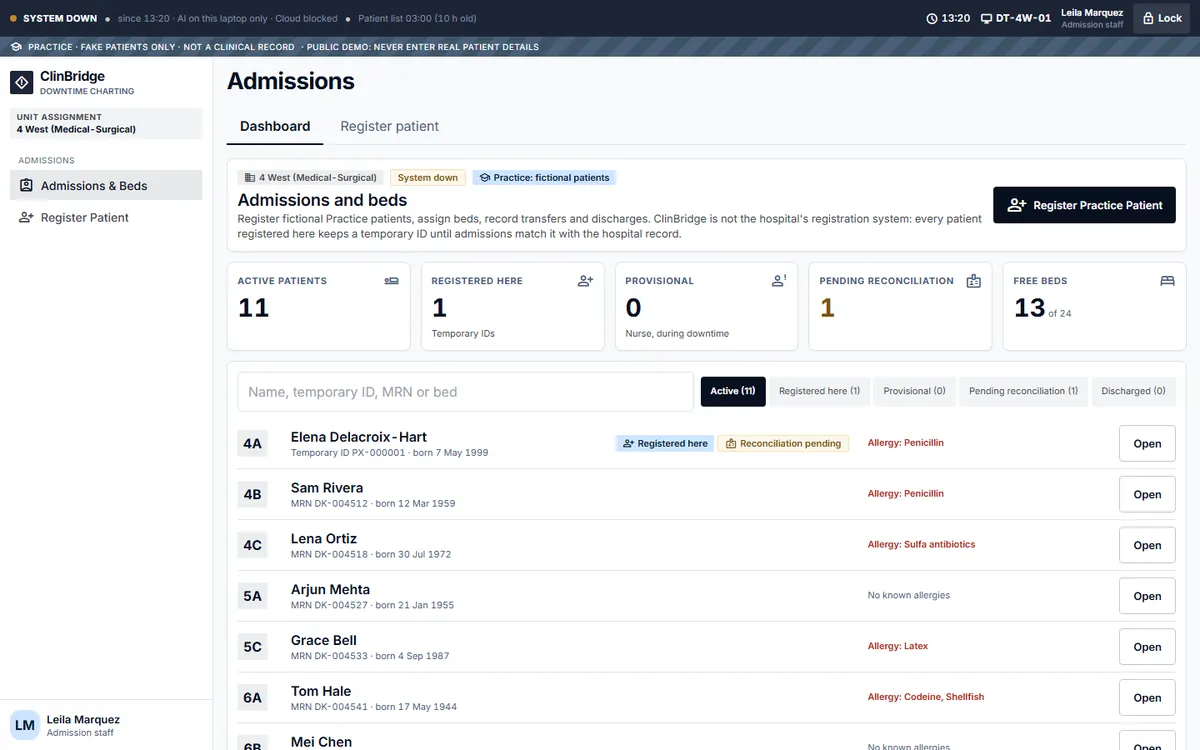 SYSTEM DOWN • since 13:20 · AI on this laptop only · Cloud blocked • Patient list 03:00 (10 h old)
13:20 DT-4W-01 Leila Marquez Admission staff Lock
PRACTICE · FAKE PATIENTS ONLY · NOT A CLINICAL RECORD · PUBLIC DEMO: NEVER ENTER REAL PATIENT DETAILS
ClinBridge
DOWNTIME CHARTING
UNIT ASSIGNMENT
4 West (Medical-Surgical)
ADMISSIONS
Admissions & Beds
Register Patient
LM Leila Marquez
Admission staff
Admissions
Dashboard Register patient
4 West (Medical-Surgical) System down Practice: fictional patients
Admissions and beds
Register fictional Practice patients, assign beds, record transfers and discharges. ClinBridge is not the hospital's registration system: every patient
registered here keeps a temporary ID until admissions match it with the hospital record.
Register Practice Patient
ACTIVE PATIENTS
11
REGISTERED HERE
1
Temporary IDs
PROVISIONAL
0
Nurse, during downtime
PENDING RECONCILIATION
1
FREE BEDS
13 of 24
Name, temporary ID, MRN or bed
Active (11) Registered here (1) Provisional (0) Pending reconciliation (1) Discharged (0)
4A Elena Delacroix-Hart Registered here Reconciliation pending Allergy: Penicillin Open
Temporary ID PX-000001 · born 7 May 1999
4B Sam Rivera Allergy: Penicillin Open
MRN DK-004512 · born 12 Mar 1959
4C Lena Ortiz Allergy: Sulfa antibiotics Open
MRN DK-004518 · born 30 Jul 1972
5A Arjun Mehta No known allergies Open
MRN DK-004527 · born 21 Jan 1955
5C Grace Bell Allergy: Latex Open
MRN DK-004533 · born 4 Sep 1987
6A Tom Hale Allergy: Codeine, Shellfish Open
MRN DK-004541 · born 17 May 1944
6B Mei Chen No known allergies Open